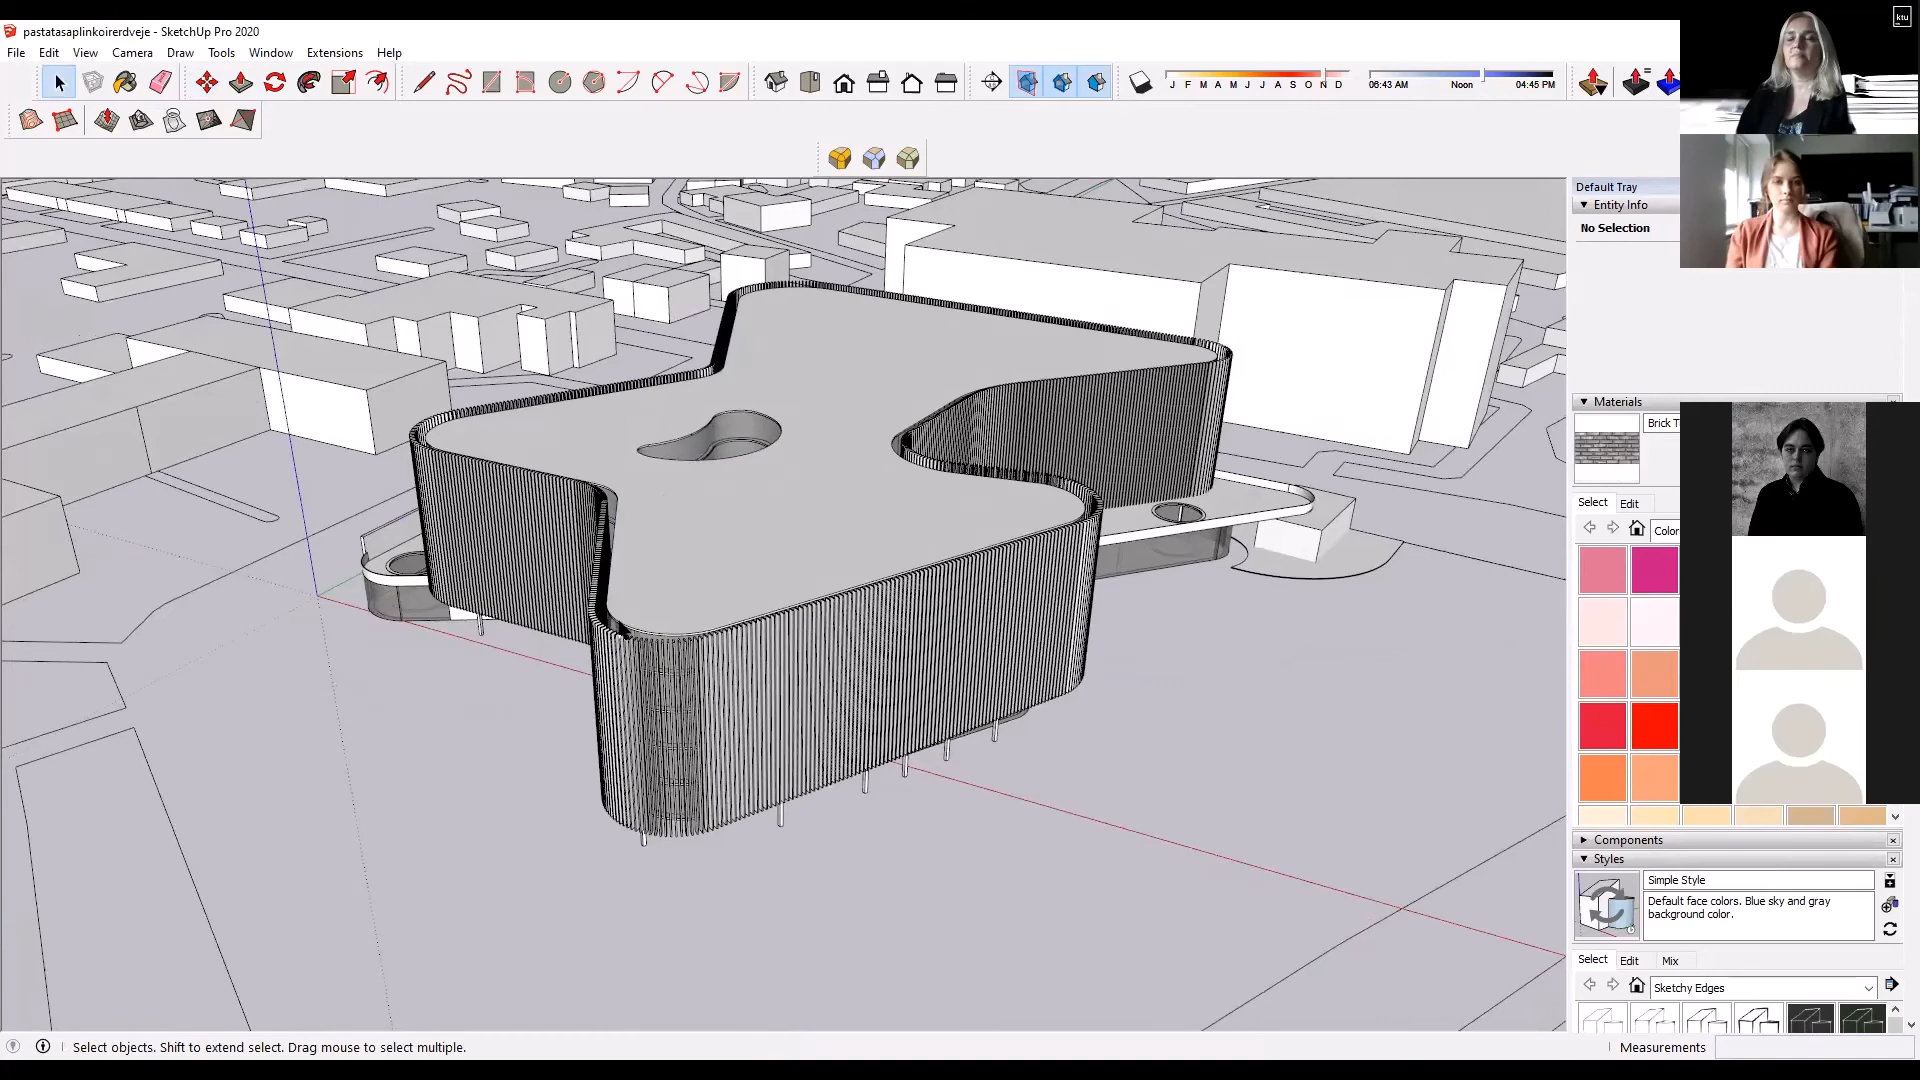 pastatasaplinkoirerdveje - SketchUp Pro 2020
ktu
File Edit View Camera Draw Tools Window Extensions Help
J F M A M J J A S O N D
06:43 AM Noon 04:45 PM
Default Tray
Entity Info
No Selection
Materials
Brick T
Select Edit
Color
Components
Styles
Simple Style
Default face colors. Blue sky and gray
background color.
Select Edit Mix
Sketchy Edges
Select objects. Shift to extend select. Drag mouse to select multiple.
Measurements